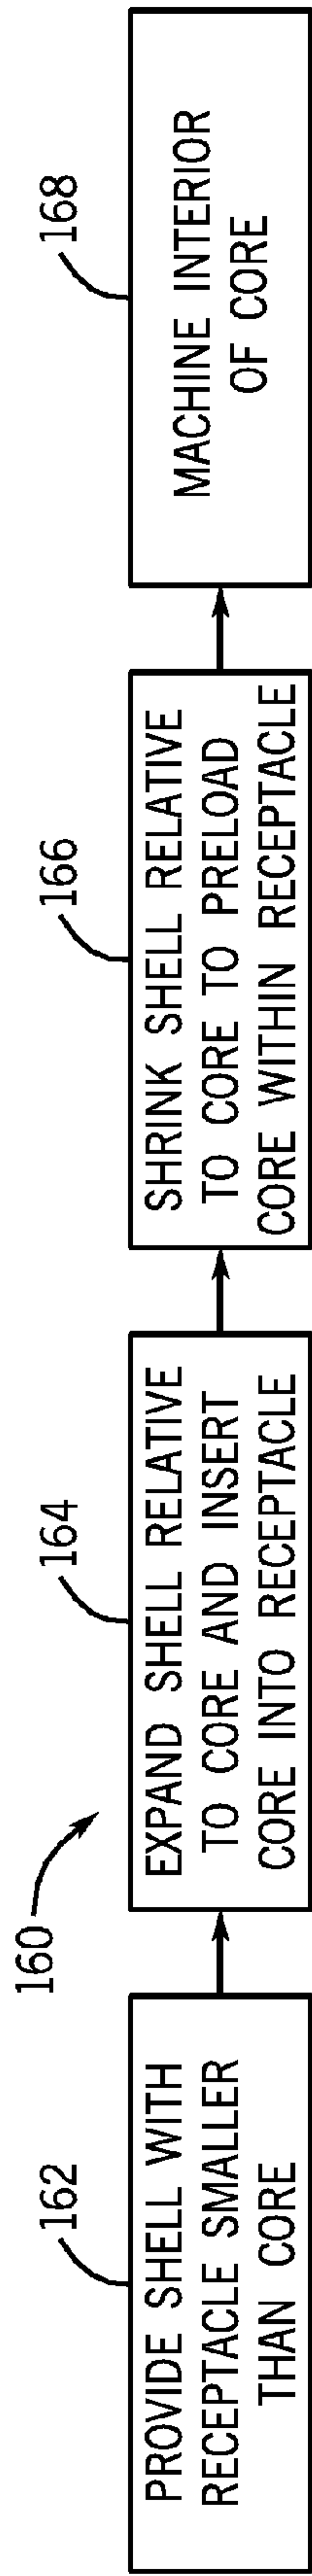 160
162
PROVIDE SHELL WITH
RECEPTACLE SMALLER
THAN CORE
164
EXPAND SHELL RELATIVE
TO CORE AND INSERT
CORE INTO RECEPTACLE
166
SHRINK SHELL RELATIVE
TO CORE TO PRELOAD
CORE WITHIN RECEPTACLE
168
MACHINE INTERIOR
OF CORE